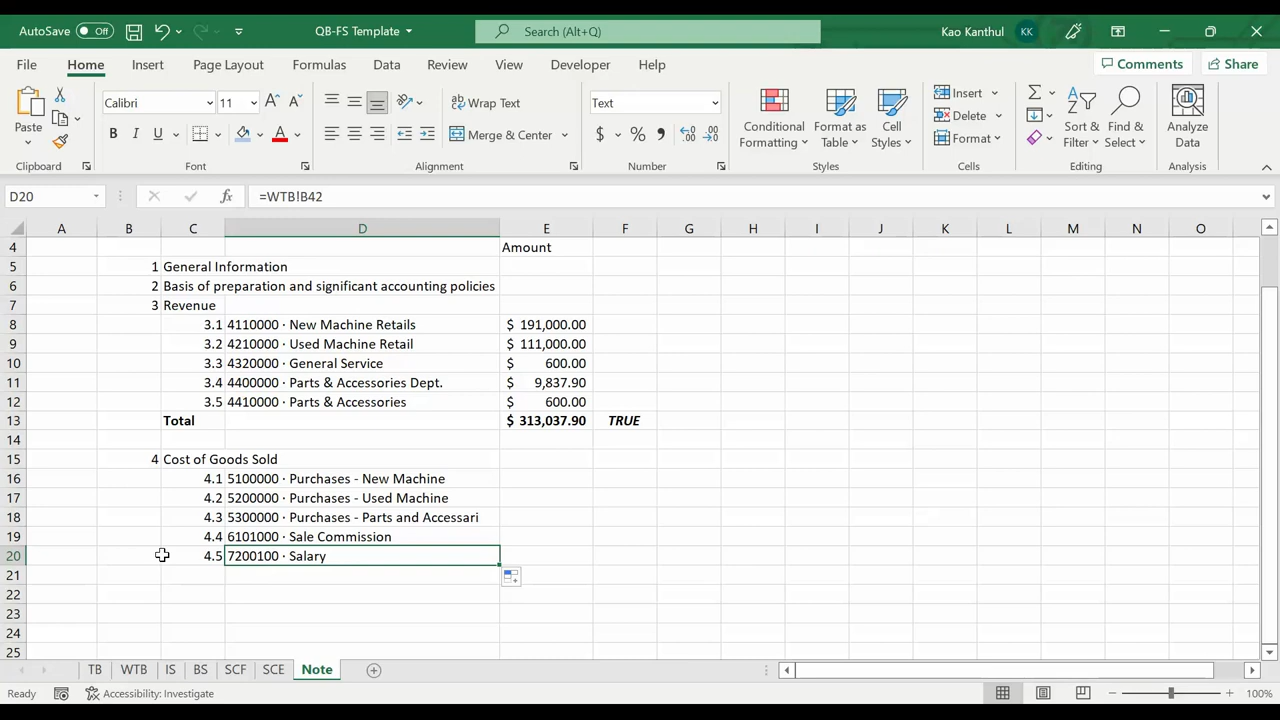 AutoSave Off QB-FS Template Search (Alt+Q) Kao Kanthul KK
File Home Insert Page Layout Formulas Data Review View Developer Help Comments Share
Paste Calibri 11 A A Wrap Text Text Conditional Formatting Format as Table Cell Styles Insert Delete Format Sort & Filter Find & Select Analyze Data
B I U A Merge & Center $ % ,
Clipboard Font Alignment Number Styles Cells Editing Analysis
D20 fx =WTB!B42
A B C D E F G H I J K L M N O
4 Amount
5 1 General Information
6 2 Basis of preparation and significant accounting policies
7 3 Revenue
8 3.1 4110000 · New Machine Retails $ 191,000.00
9 3.2 4210000 · Used Machine Retail $ 111,000.00
10 3.3 4320000 · General Service $ 600.00
11 3.4 4400000 · Parts & Accessories Dept. $ 9,837.90
12 3.5 4410000 · Parts & Accessories $ 600.00
13 Total $ 313,037.90 TRUE
14
15 4 Cost of Goods Sold
16 4.1 5100000 · Purchases - New Machine
17 4.2 5200000 · Purchases - Used Machine
18 4.3 5300000 · Purchases - Parts and Accessari
19 4.4 6101000 · Sale Commission
20 4.5 7200100 · Salary
21
22
23
24
25
TB WTB IS BS SCF SCE Note
Ready Accessibility: Investigate 100%